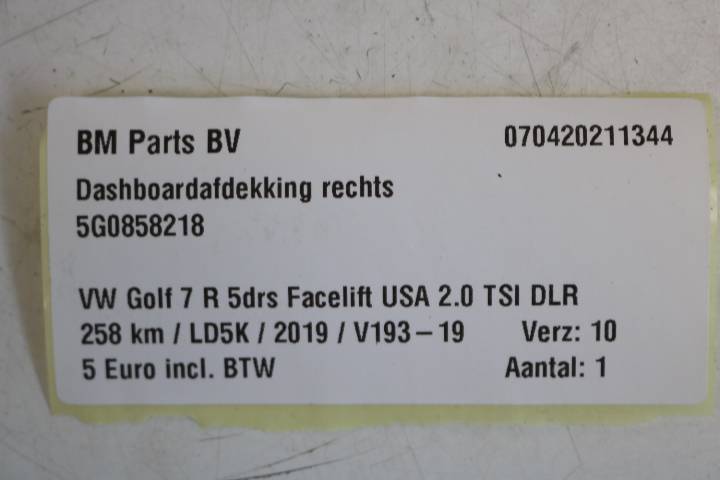 BM Parts BV 070420211344
Dashboardafdekking rechts
5G0858218
VW Golf 7 R 5drs Facelift USA 2.0 TSI DLR
258 km / LD5K / 2019 / V193-19 Verz: 10
5 Euro incl. BTW Aantal: 1